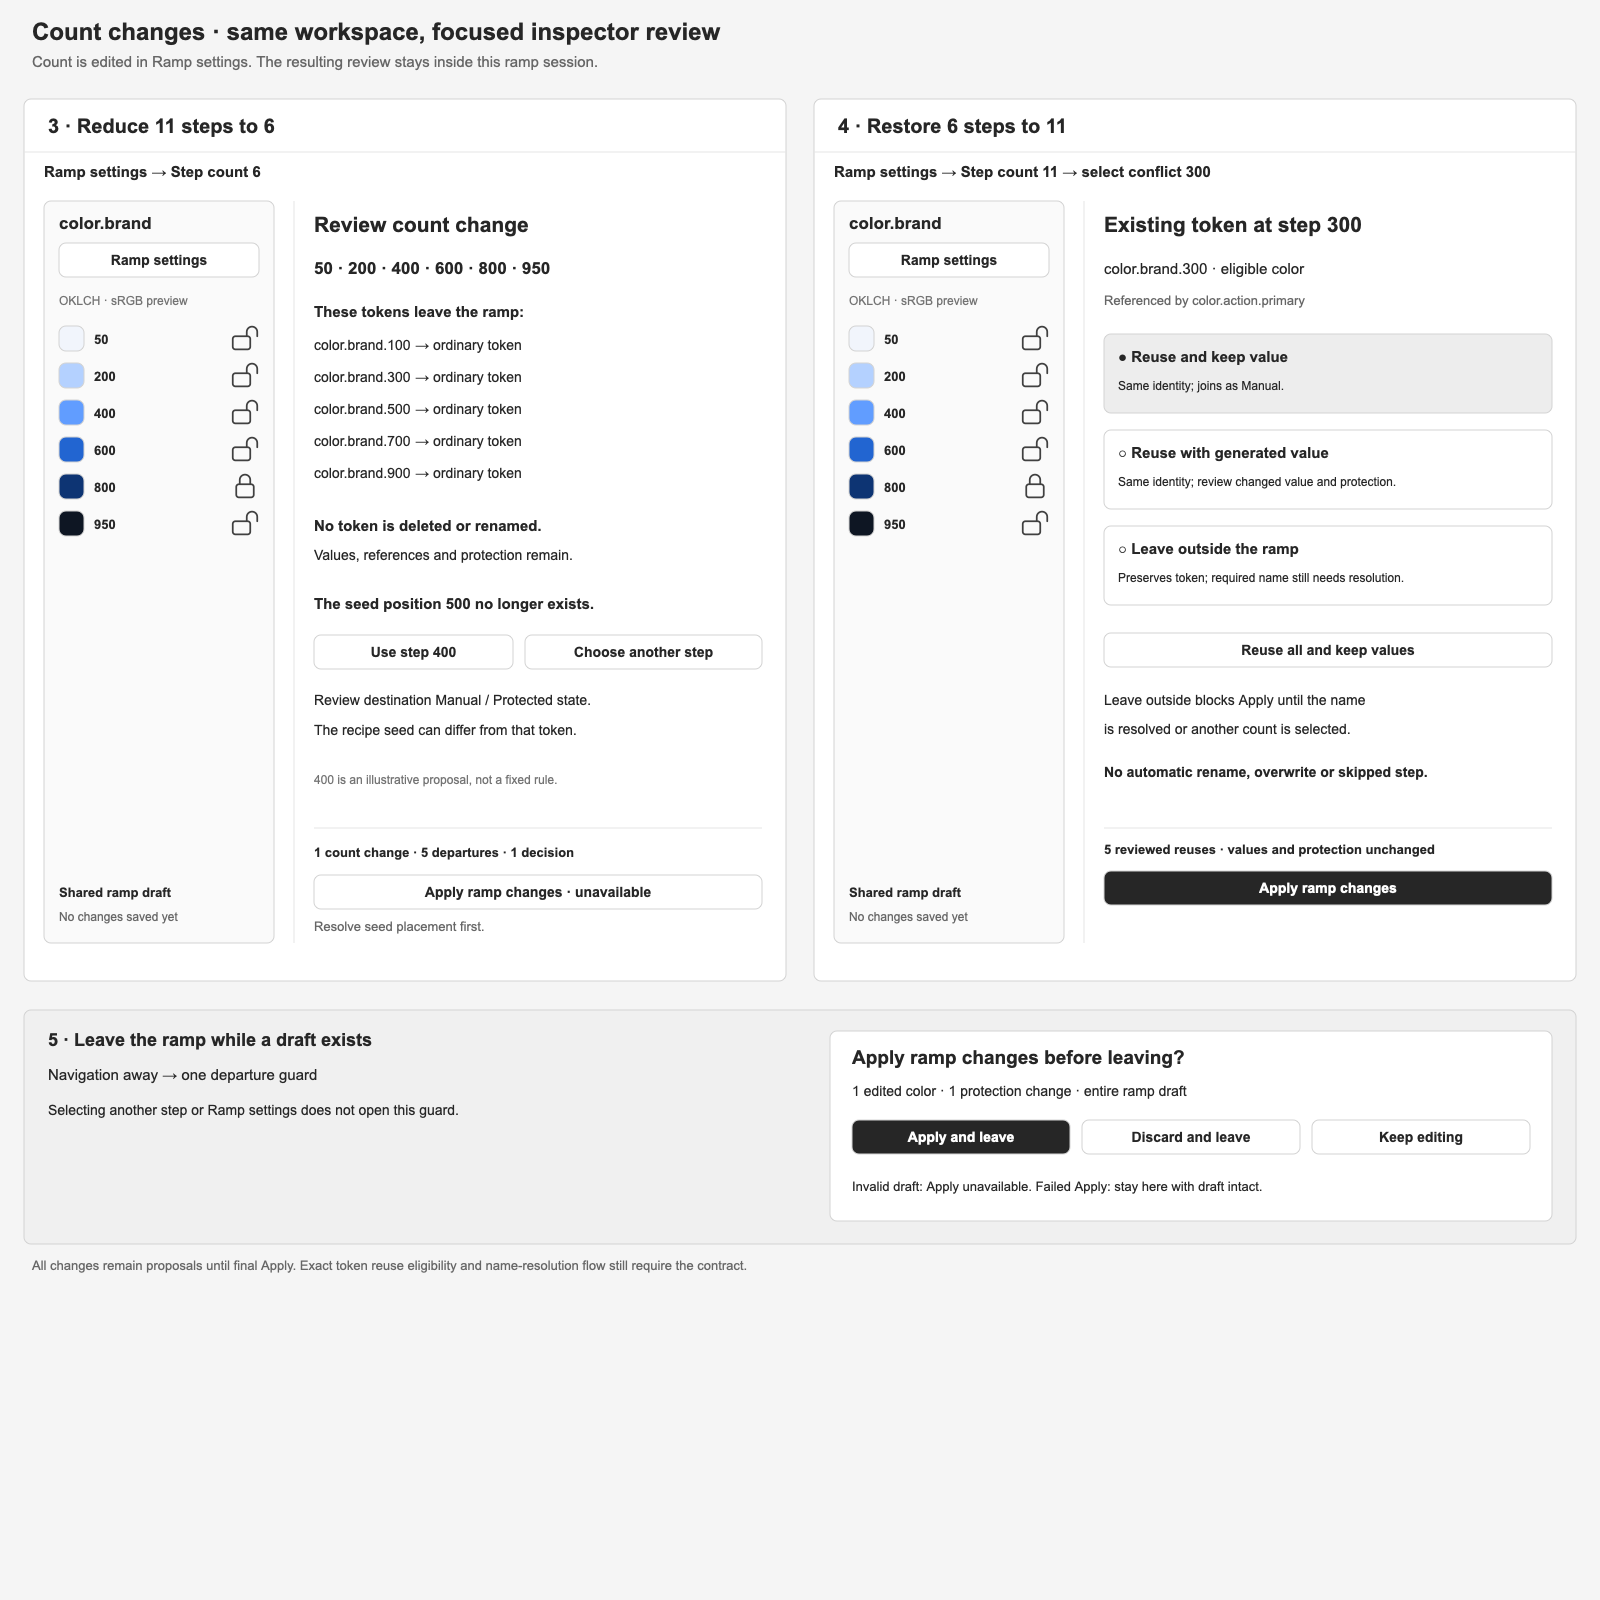 Count changes · same workspace, focused inspector review
Count is edited in Ramp settings. The resulting review stays inside this ramp session.
3 · Reduce 11 steps to 6
Ramp settings → Step count 6
color.brand
Ramp settings
OKLCH · sRGB preview
50
200
400
600
800
950
Shared ramp draft
No changes saved yet
Review count change
50 · 200 · 400 · 600 · 800 · 950
These tokens leave the ramp:
color.brand.100 → ordinary token
color.brand.300 → ordinary token
color.brand.500 → ordinary token
color.brand.700 → ordinary token
color.brand.900 → ordinary token
No token is deleted or renamed.
Values, references and protection remain.
The seed position 500 no longer exists.
Use step 400
Choose another step
Review destination Manual / Protected state.
The recipe seed can differ from that token.
400 is an illustrative proposal, not a fixed rule.
1 count change · 5 departures · 1 decision
Apply ramp changes · unavailable
Resolve seed placement first.
4 · Restore 6 steps to 11
Ramp settings → Step count 11 → select conflict 300
color.brand
Ramp settings
OKLCH · sRGB preview
50
200
400
600
800
950
Shared ramp draft
No changes saved yet
Existing token at step 300
color.brand.300 · eligible color
Referenced by color.action.primary
● Reuse and keep value
Same identity; joins as Manual.
○ Reuse with generated value
Same identity; review changed value and protection.
○ Leave outside the ramp
Preserves token; required name still needs resolution.
Reuse all and keep values
Leave outside blocks Apply until the name
is resolved or another count is selected.
No automatic rename, overwrite or skipped step.
5 reviewed reuses · values and protection unchanged
Apply ramp changes
5 · Leave the ramp while a draft exists
Navigation away → one departure guard
Selecting another step or Ramp settings does not open this guard.
Apply ramp changes before leaving?
1 edited color · 1 protection change · entire ramp draft
Apply and leave
Discard and leave
Keep editing
Invalid draft: Apply unavailable. Failed Apply: stay here with draft intact.
All changes remain proposals until final Apply. Exact token reuse eligibility and name-resolution flow still require the contract.